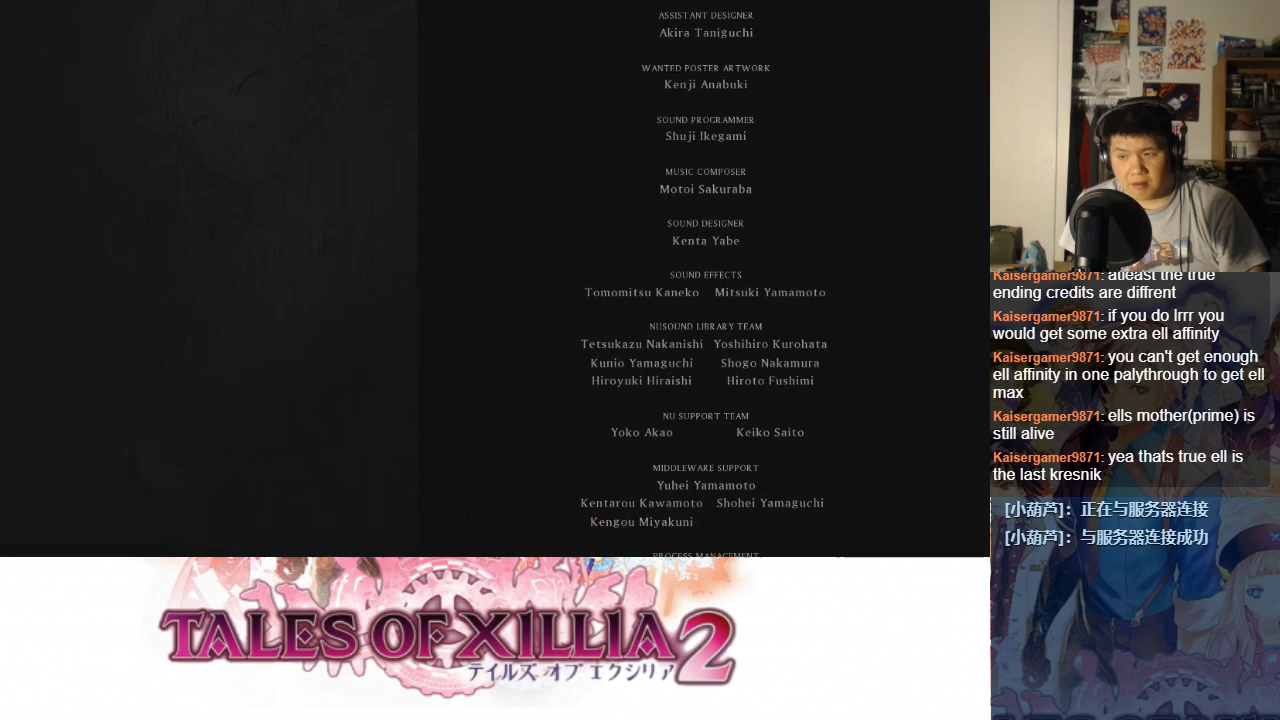 ASSISTANT DESIGNER
Akira Taniguchi
WANTED POSTER ARTWORK
Kenji Anabuki
SOUND PROGRAMMER
Shuji Ikegami
MUSIC COMPOSER
Motoi Sakuraba
SOUND DESIGNER
Kenta Yabe
SOUND EFFECTS
Tomomitsu Kaneko Mitsuki Yamamoto
NUSOUND LIBRARY TEAM
Tetsukazu Nakanishi Yoshihiro Kurohata
Kunio Yamaguchi Shogo Nakamura
Hiroyuki Hiraishi Hiroto Fushimi
NU SUPPORT TEAM
Yoko Akao Keiko Saito
MIDDLEWARE SUPPORT
Yuhei Yamamoto
Kentarou Kawamoto Shohei Yamaguchi
Kengou Miyakuni
PROCESS MANAGEMENT
TALES OF XILLIA 2
テイルズ オブ エクシリア
Kaisergamer9871: atleast the true
ending credits are diffrent
Kaisergamer9871: if you do lrrr you
would get some extra ell affinity
Kaisergamer9871: you can't get enough
ell affinity in one palythrough to get ell
max
Kaisergamer9871: ells mother(prime) is
still alive
Kaisergamer9871: yea thats true ell is
the last kresnik
[小葫芦]：正在与服务器连接
[小葫芦]：与服务器连接成功